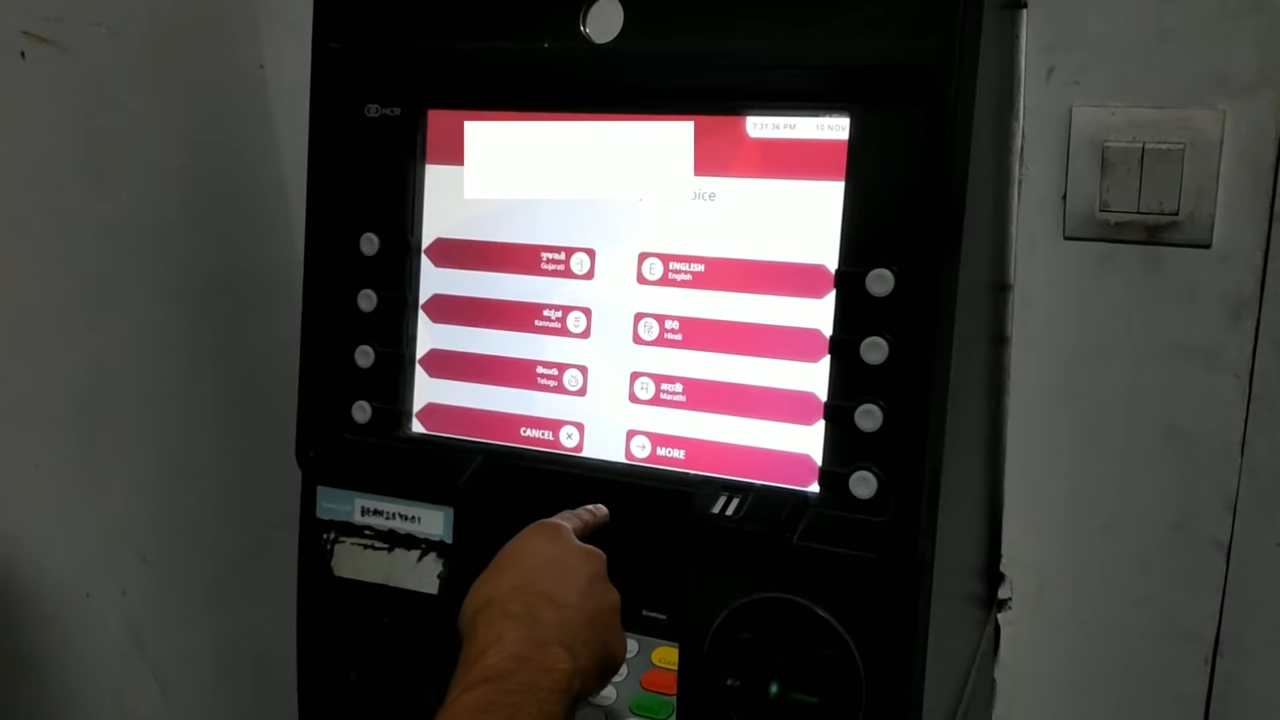 NCR
7:31:36 PM 10 NOV
oice
ગુજરાતી
Gujarati
ENGLISH
English
ಕನ್ನಡ
Kannada
हिंदी
Hindi
తెలుగు
Telugu
मराठी
Marathi
CANCEL
MORE